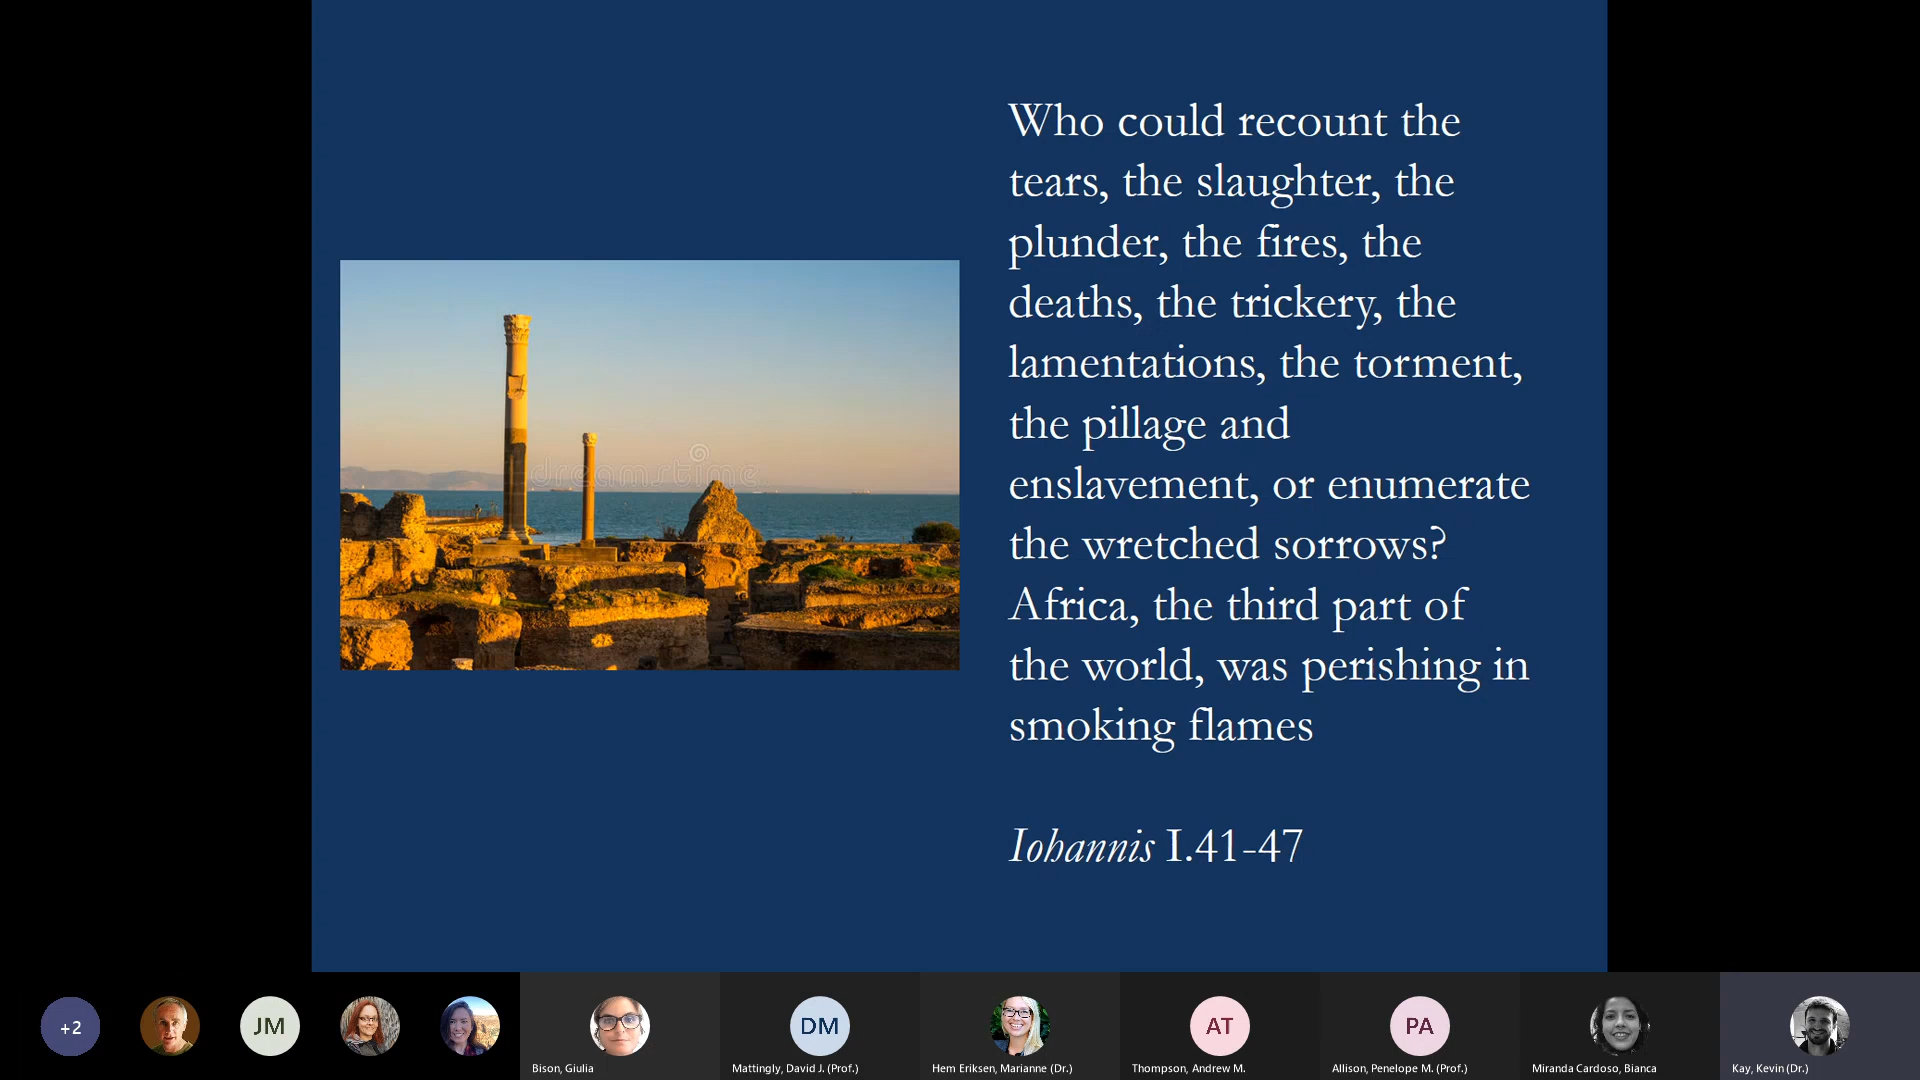 Who could recount the
tears, the slaughter, the
plunder, the fires, the
deaths, the trickery, the
lamentations, the torment,
the pillage and
enslavement, or enumerate
the wretched sorrows?
Africa, the third part of
the world, was perishing in
smoking flames
Iohannis I.41-47
dreamstime
+2
JM
DM
AT
PA
Bison, Giulia
Mattingly, David J. (Prof.)
Hem Eriksen, Marianne (Dr.)
Thompson, Andrew M.
Allison, Penelope M. (Prof.)
Miranda Cardoso, Bianca
Kay, Kevin (Dr.)